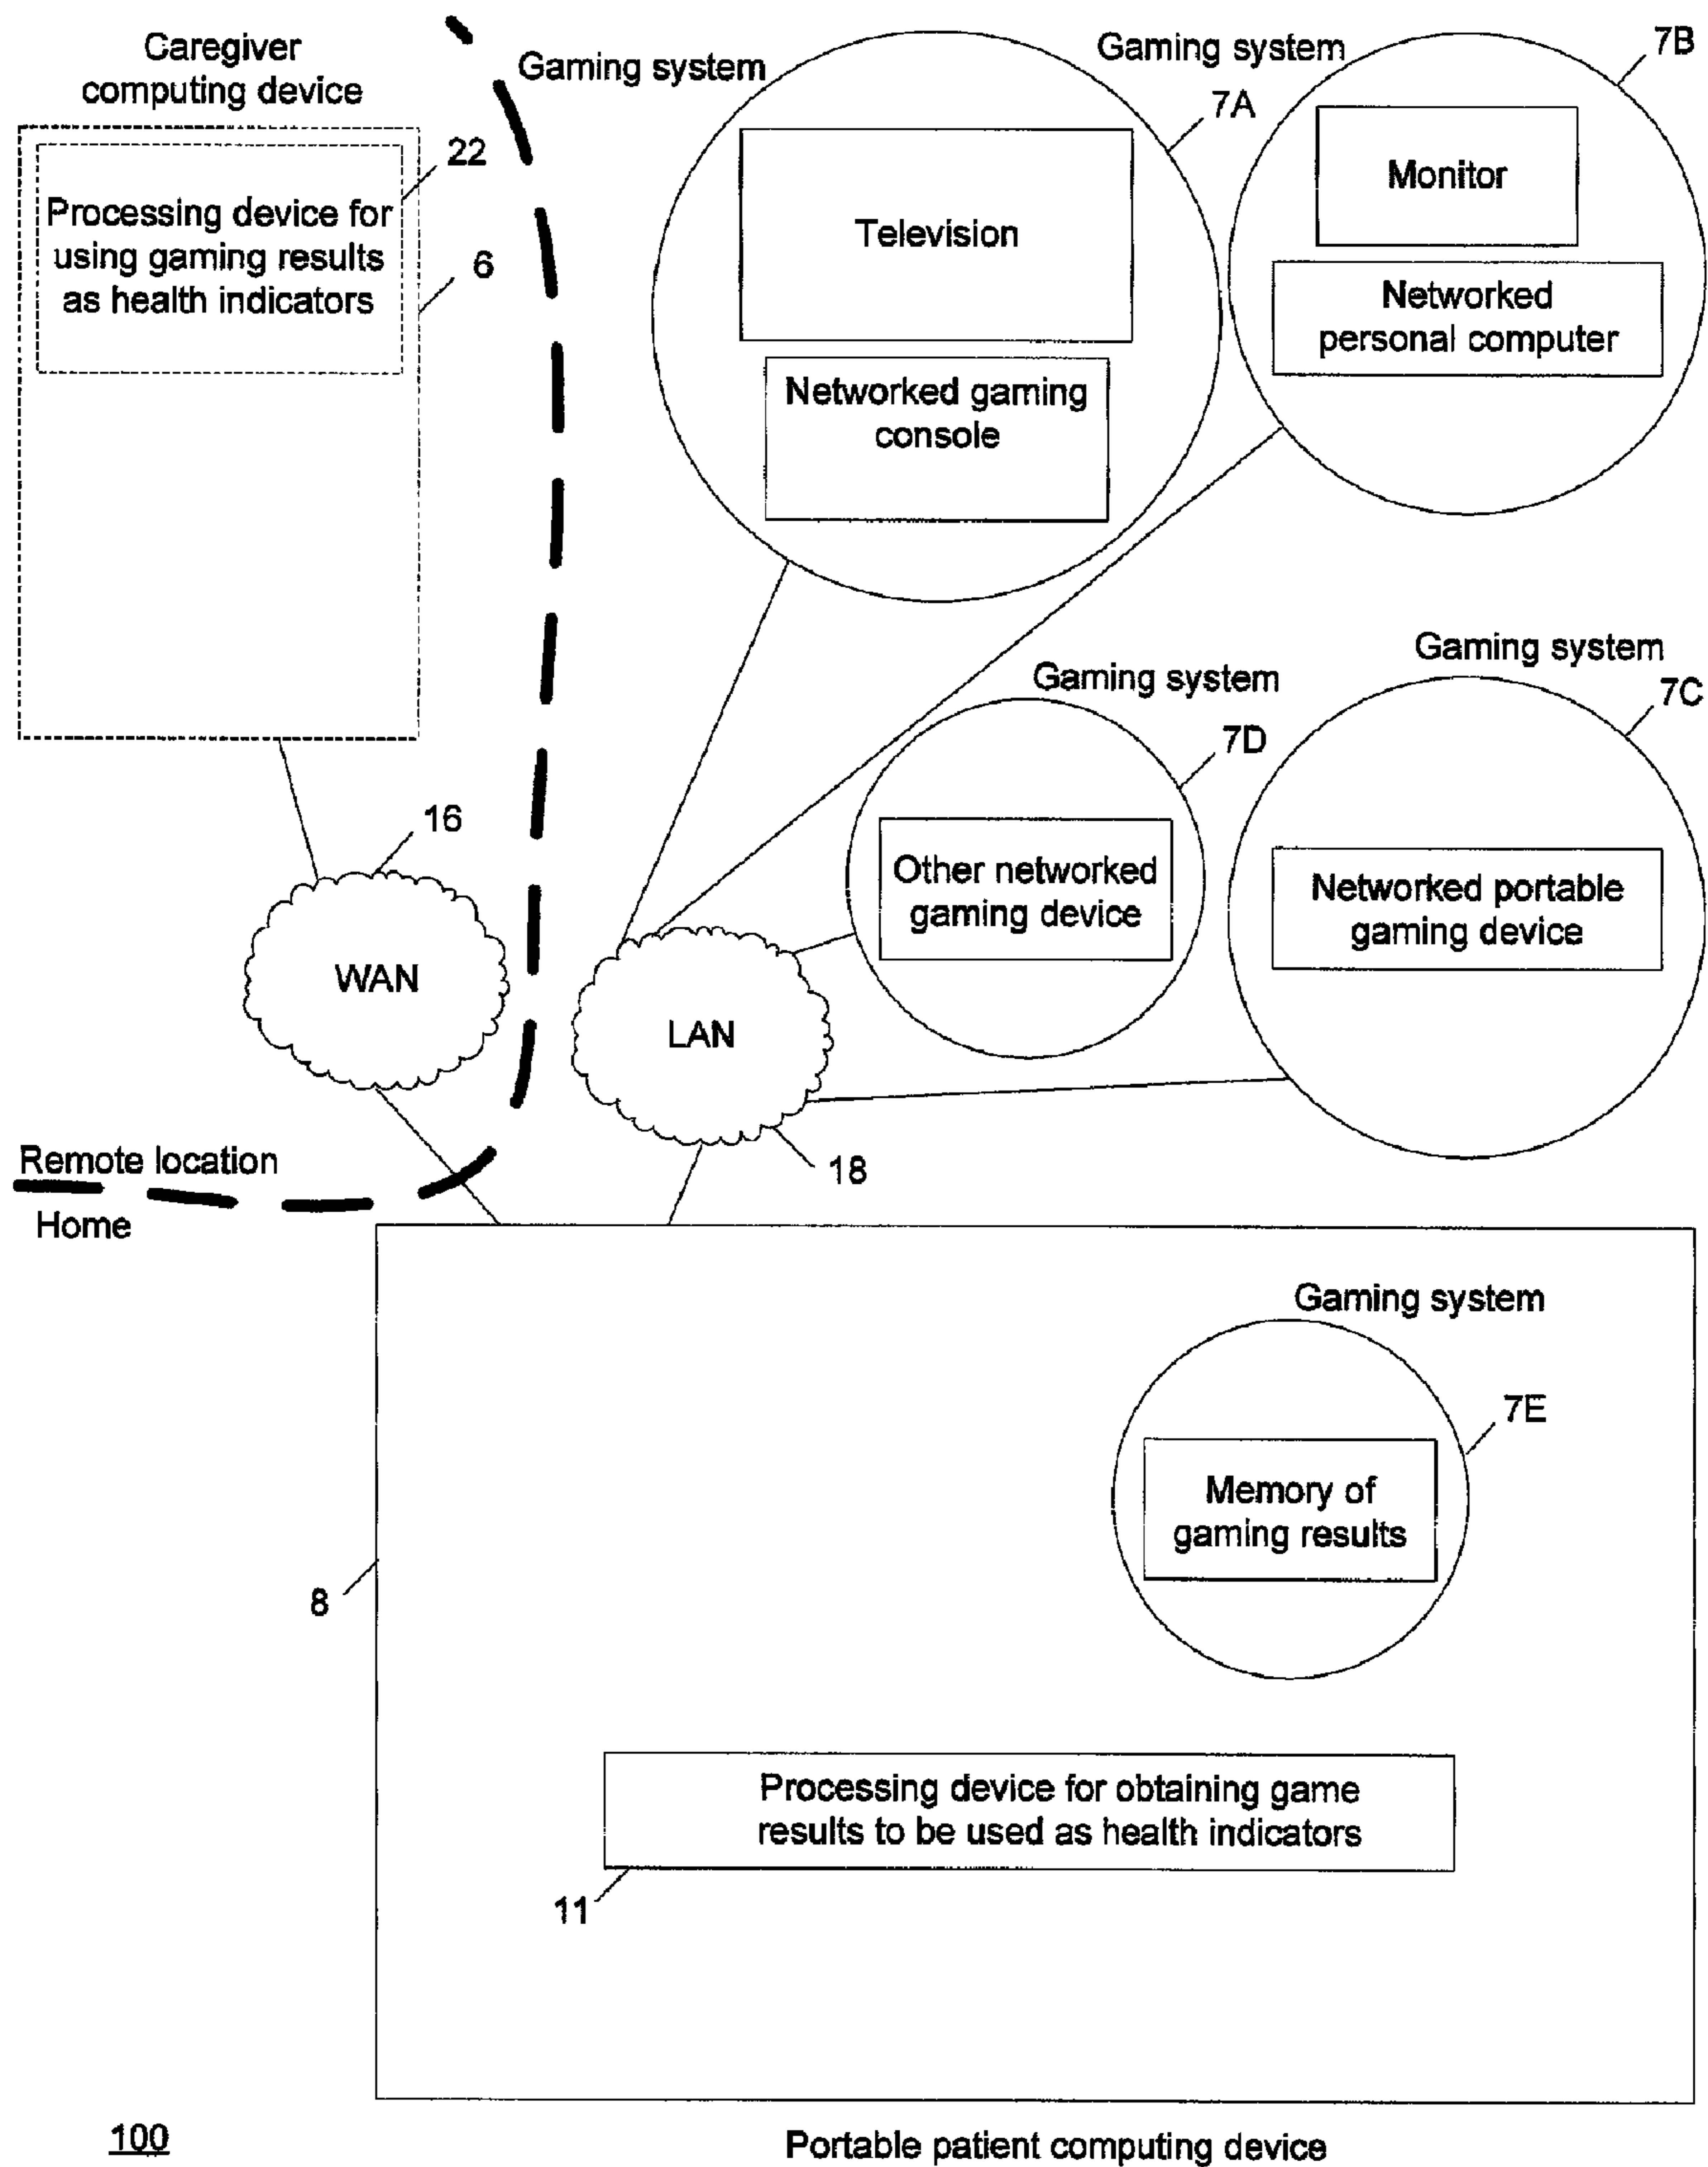 Caregiver
computing device
22
Processing device for
using gaming results
as health indicators
6
Gaming system
7A
Television
Networked gaming
console
Gaming system
7B
Monitor
Networked
personal computer
Gaming system
7D
Other networked
gaming device
Gaming system
7C
Networked portable
gaming device
16
WAN
LAN
18
Remote location
Home
Gaming system
7E
Memory of
gaming results
8
Processing device for obtaining game
results to be used as health indicators
11
100
Portable patient computing device